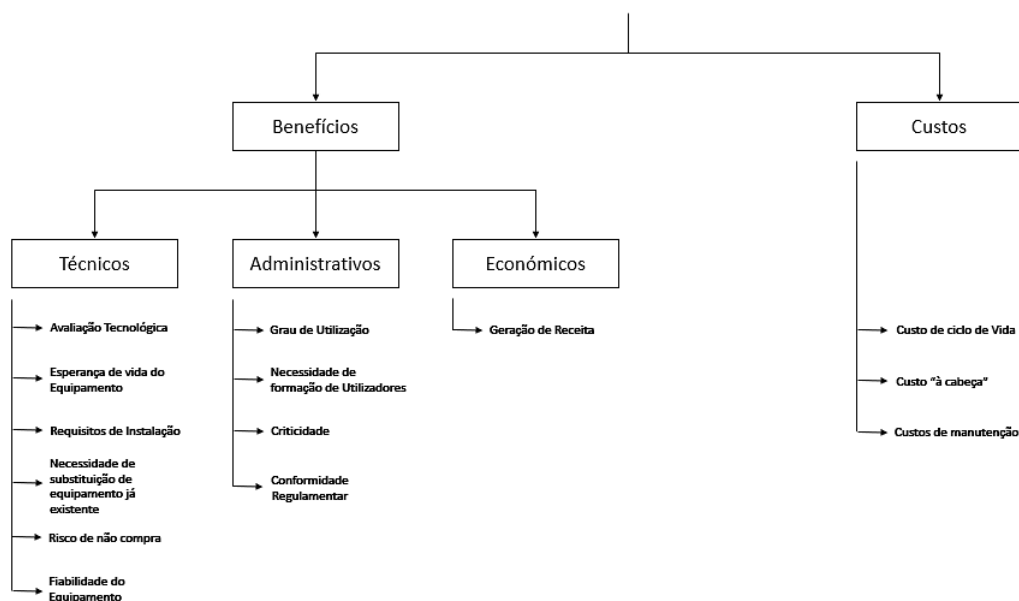 Benefícios
Custos
Técnicos
Administrativos
Económicos
Avaliação Tecnológica
Esperança de vida do
Equipamento
Requisitos de Instalação
Necessidade de
substituição de
equipamento já
existente
Risco de não compra
Fiabilidade do
Equipamento
Grau de Utilização
Necessidade de
formação de Utilizadores
Criticidade
Conformidade
Regulamentar
Geração de Receita
Custo de ciclo de Vida
Custo "à cabeça"
Custos de manutenção